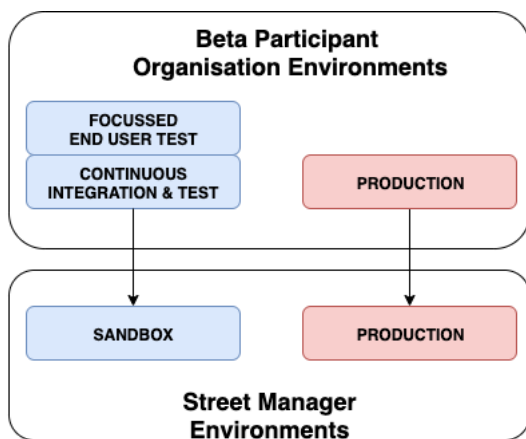 Beta Participant
Organisation Environments
FOCUSSED
END USER TEST
CONTINUOUS
INTEGRATION & TEST
PRODUCTION
SANDBOX
PRODUCTION
Street Manager
Environments